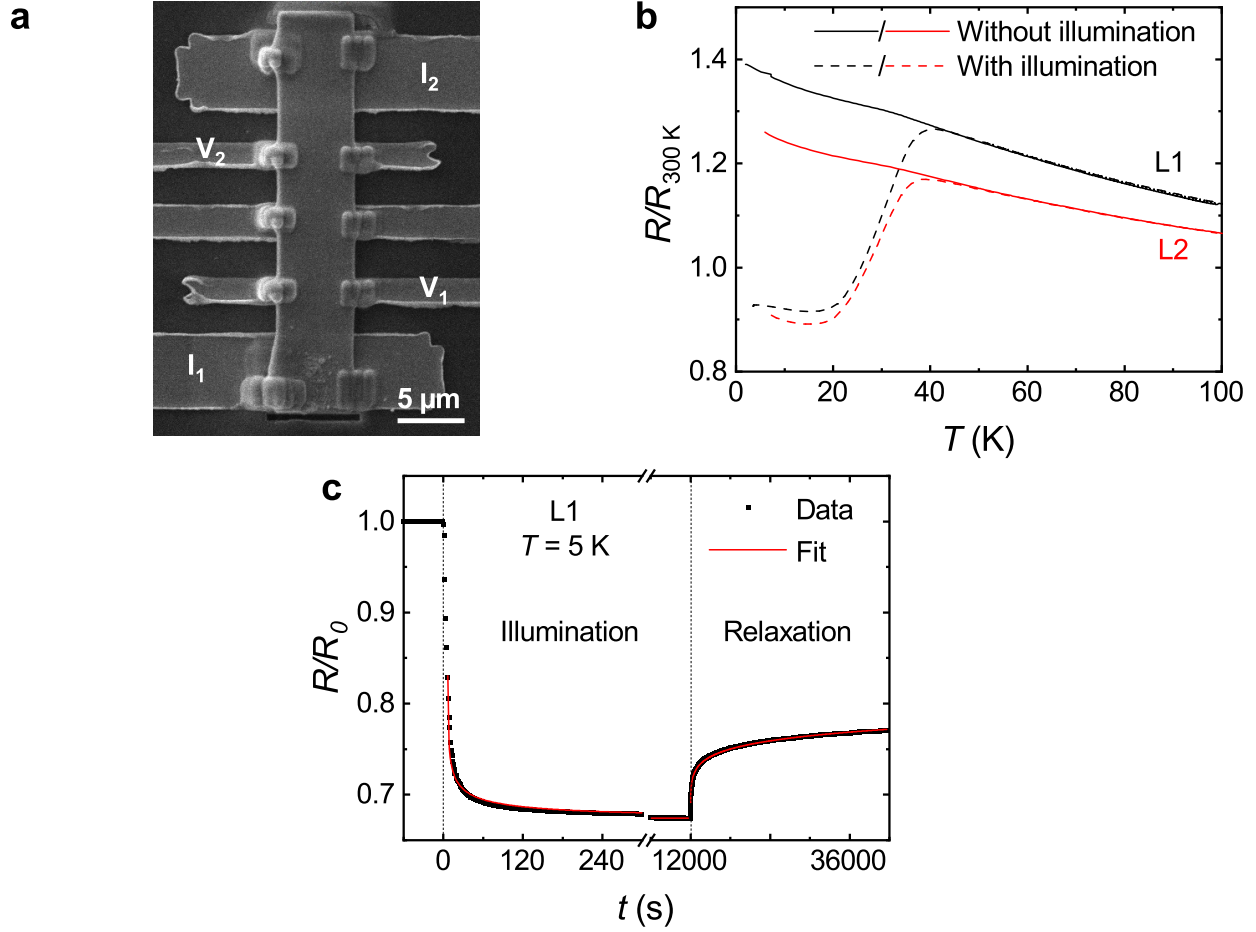 a
I2
V2
V1
I1
5 µm
b
Without illumination
With illumination
L1
L2
R/R300 K
1.4
1.2
1.0
0.8
0 20 40 60 80 100
T (K)
c
L1
T = 5 K
Data
Fit
Illumination
Relaxation
R/R0
1.0
0.9
0.8
0.7
0 120 240 12000 36000
t (s)